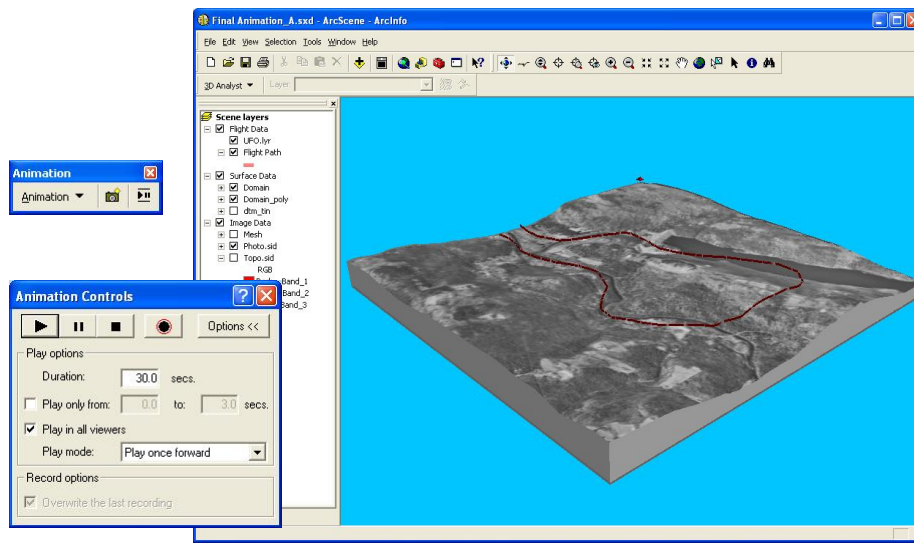 Final Animation_A.sxd - ArcScene - ArcInfo
File Edit View Selection Tools Window Help
3D Analyst Layer:
Scene layers
Flight Data
UFO.lyr
Flight Path
Surface Data
Domain
Domain_poly
dtm_tin
Image Data
Mesh
Photo.sid
Topo.sid
RGB
Band_1
Band_2
Band_3
Animation
Animation
Animation Controls
Options <<
Play options
Duration: 30.0 secs.
Play only from: 0.0 to: 3.0 secs.
Play in all viewers
Play mode: Play once forward
Record options
Overwrite the last recording